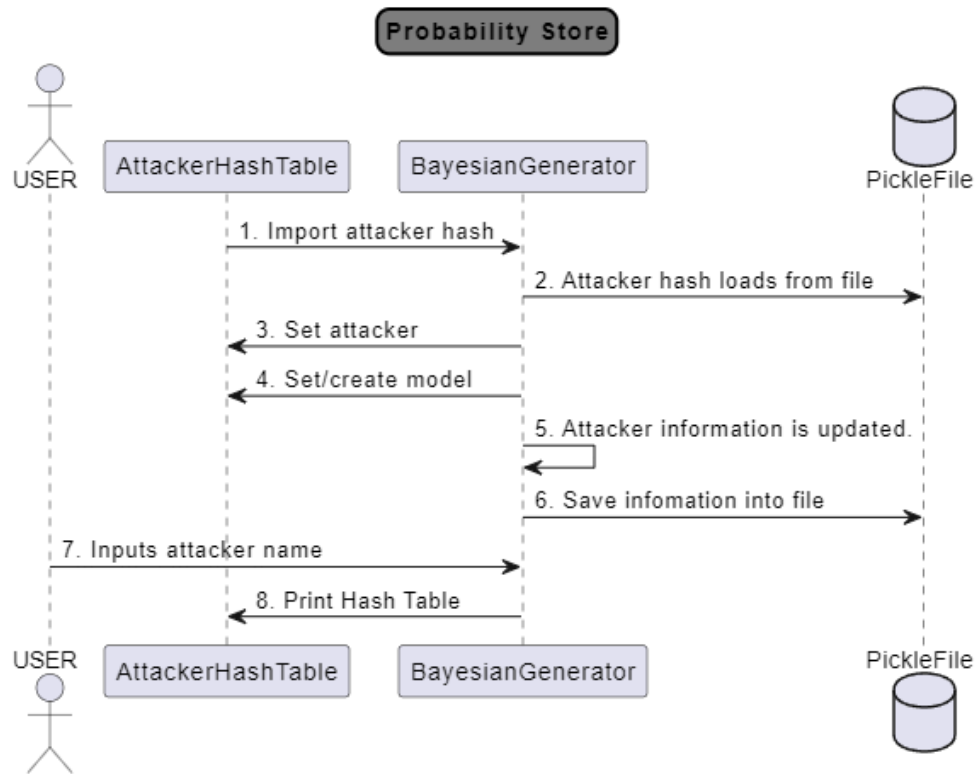 Probability Store
USER
AttackerHashTable
BayesianGenerator
PickleFile
1. Import attacker hash
2. Attacker hash loads from file
3. Set attacker
4. Set/create model
5. Attacker information is updated.
6. Save infomation into file
7. Inputs attacker name
8. Print Hash Table
USER
AttackerHashTable
BayesianGenerator
PickleFile